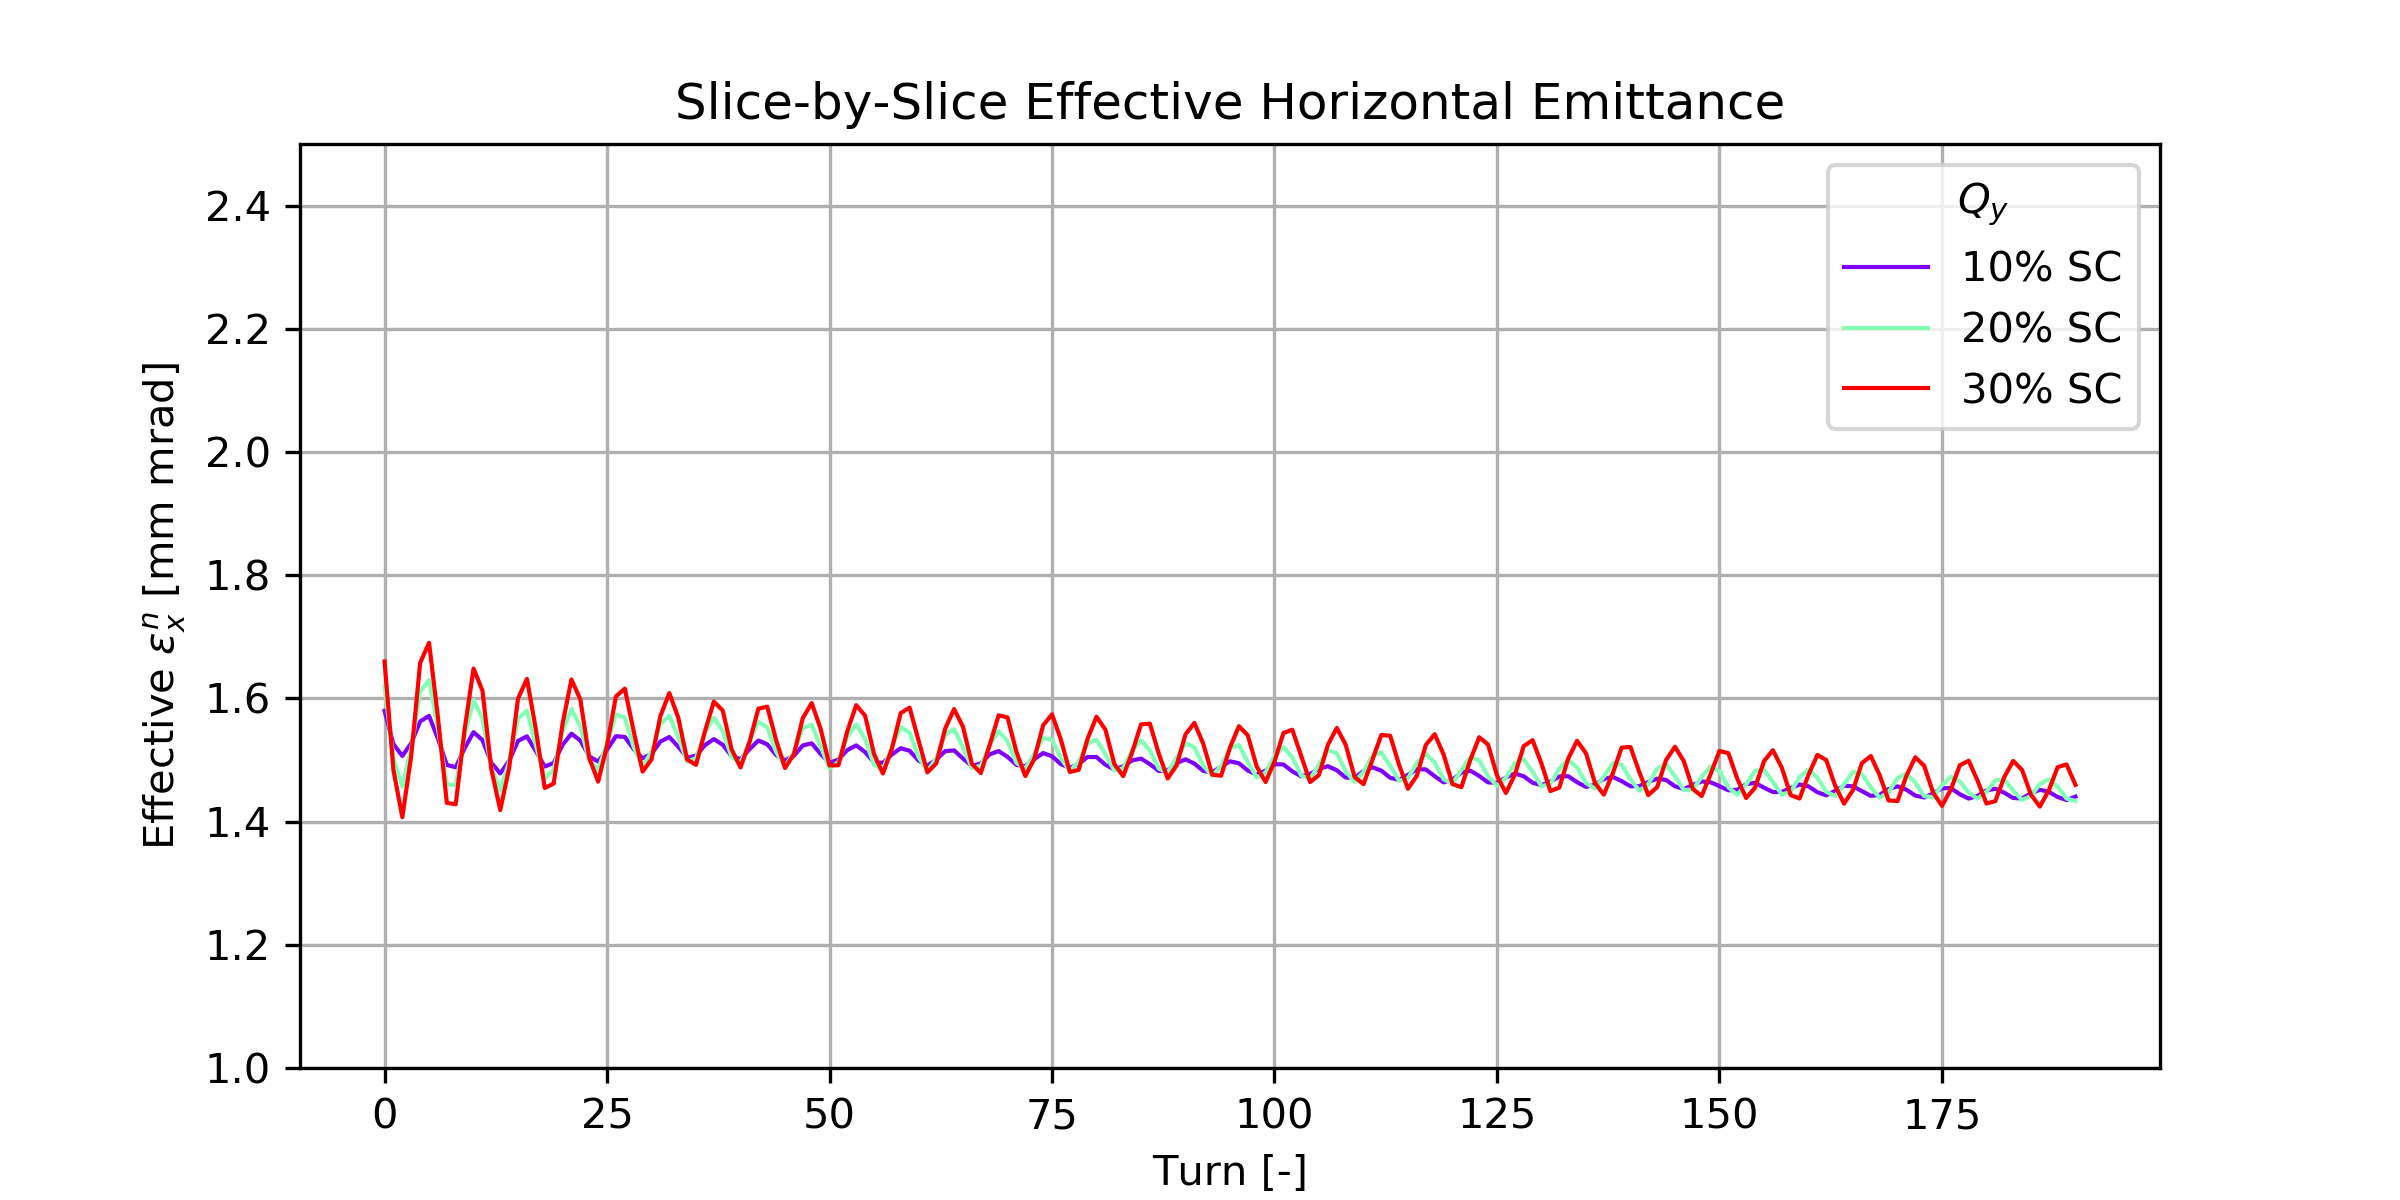 Slice-by-Slice Effective Horizontal Emittance
Effective εₓⁿ [mm mrad]
2.4
2.2
2.0
1.8
1.6
1.4
1.2
1.0
Q_y
10% SC
20% SC
30% SC
0 25 50 75 100 125 150 175
Turn [-]